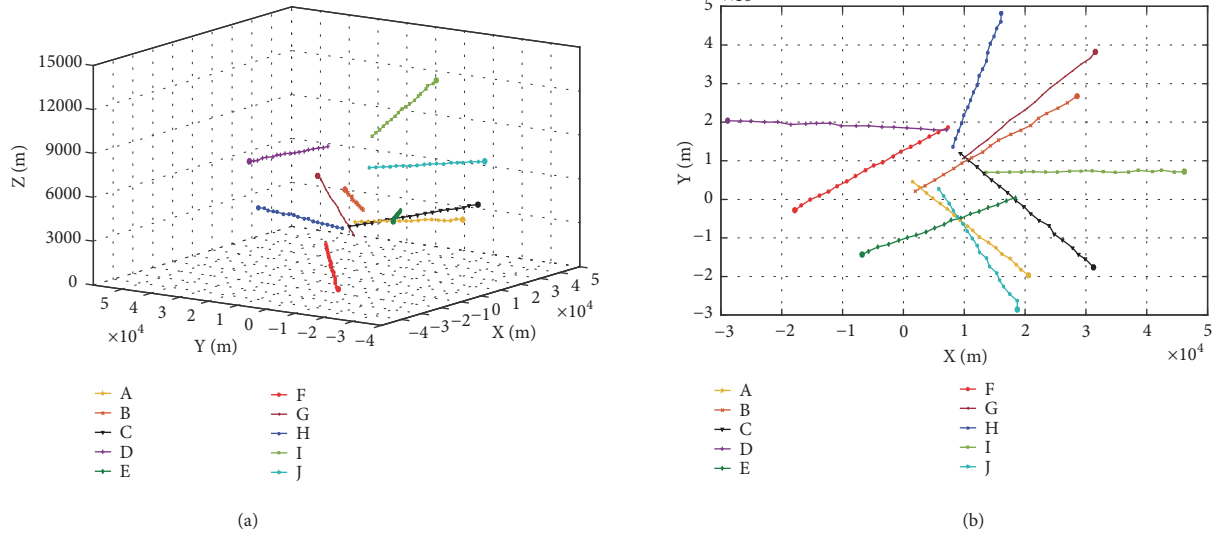 15000
12000
9000
6000
3000
0
Z (m)
5 4 3 2 1 0 −1 −2 −3 −4
×10⁴
Y (m)
−4 −3 −2 −1 0 1 2 3 4 5
×10⁴
X (m)
A
B
C
D
E
F
G
H
I
J
(a)
5
4
3
2
1
0
−1
−2
−3
Y (m)
−3 −2 −1 0 1 2 3 4 5
×10⁴
X (m)
A
B
C
D
E
F
G
H
I
J
(b)